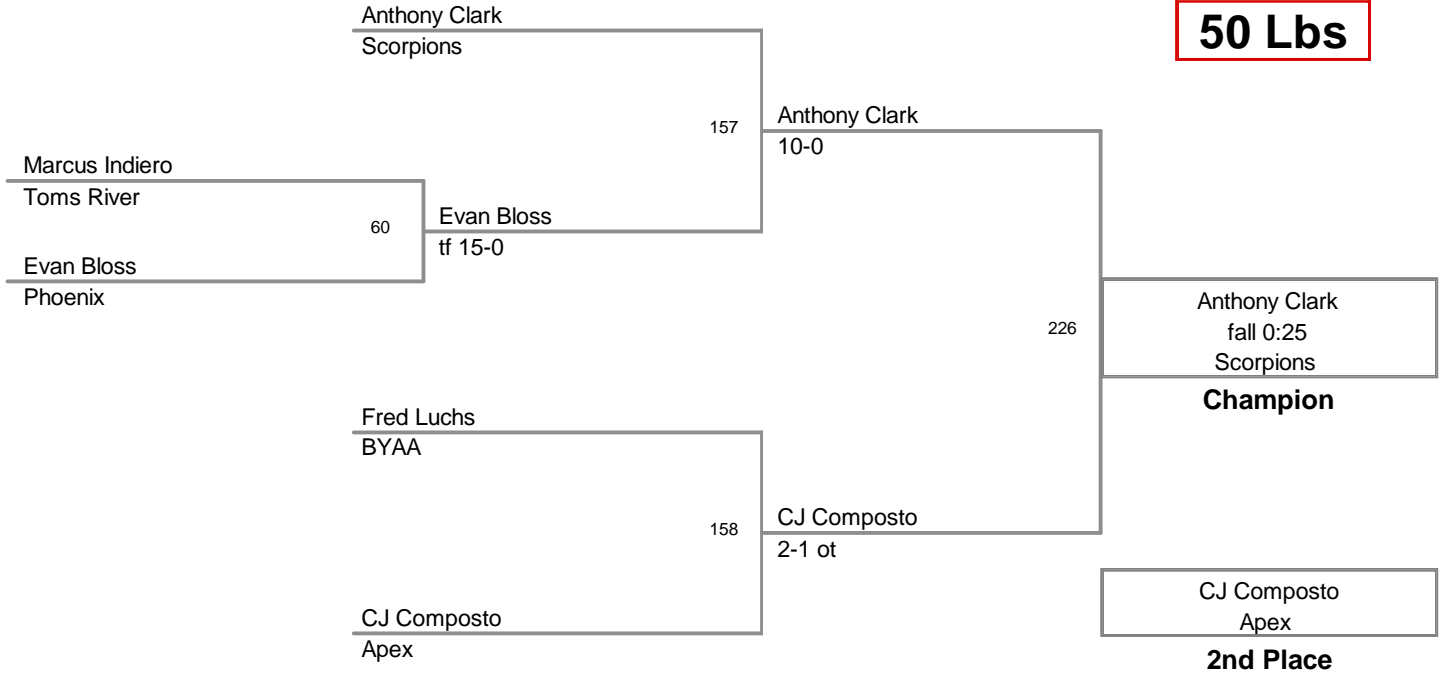 Anthony Clark
Scorpions
50 Lbs
157
Anthony Clark
10-0
Marcus Indiero
Toms River
60
Evan Bloss
tf 15-0
Evan Bloss
Phoenix
226
Anthony Clark
fall 0:25
Scorpions
Champion
Fred Luchs
BYAA
158
CJ Composto
2-1 ot
CJ Composto
Apex
CJ Composto
Apex
2nd Place